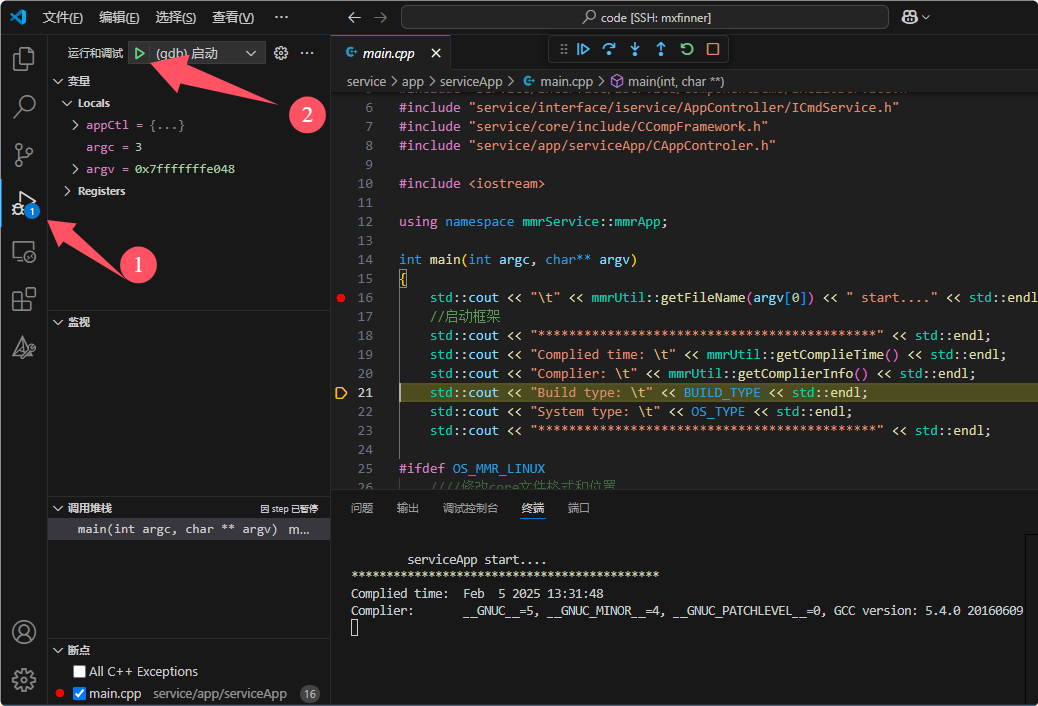 文件(F) 编辑(E) 选择(S) 查看(V) ···
code [SSH: mxfinner]
运行和调试 (gdb) 启动 ···
2
变量
Locals
appCtl = {...}
argc = 3
argv = 0x7fffffffe048
Registers
1
1
监视
调用堆栈 因 step 已暂停
main(int argc, char ** argv) m...
断点
All C++ Exceptions
main.cpp service/app/serviceApp 16
main.cpp
service > app > serviceApp > main.cpp > main(int, char **)
6 #include "service/interface/iservice/AppController/ICmdService.h"
7 #include "service/core/include/CCompFramework.h"
8 #include "service/app/serviceApp/CAppControler.h"
9
10 #include <iostream>
11
12 using namespace mmrService::mmrApp;
13
14 int main(int argc, char** argv)
15 {
16 std::cout << "\t" << mmrUtil::getFileName(argv[0]) << " start...." << std::endl
17 //启动框架
18 std::cout << "*******************************************" << std::endl;
19 std::cout << "Complied time: \t" << mmrUtil::getComplieTime() << std::endl;
20 std::cout << "Complier: \t" << mmrUtil::getComplierInfo() << std::endl;
21 std::cout << "Build type: \t" << BUILD_TYPE << std::endl;
22 std::cout << "System type: \t" << OS_TYPE << std::endl;
23 std::cout << "*******************************************" << std::endl;
24
25 #ifdef OS_MMR_LINUX
26 ////修改core文件格式和位置
问题 输出 调试控制台 终端 端口
serviceApp start....
*******************************************
Complied time: Feb 5 2025 13:31:48
Complier: __GNUC__=5, __GNUC_MINOR__=4, __GNUC_PATCHLEVEL__=0, GCC version: 5.4.0 20160609